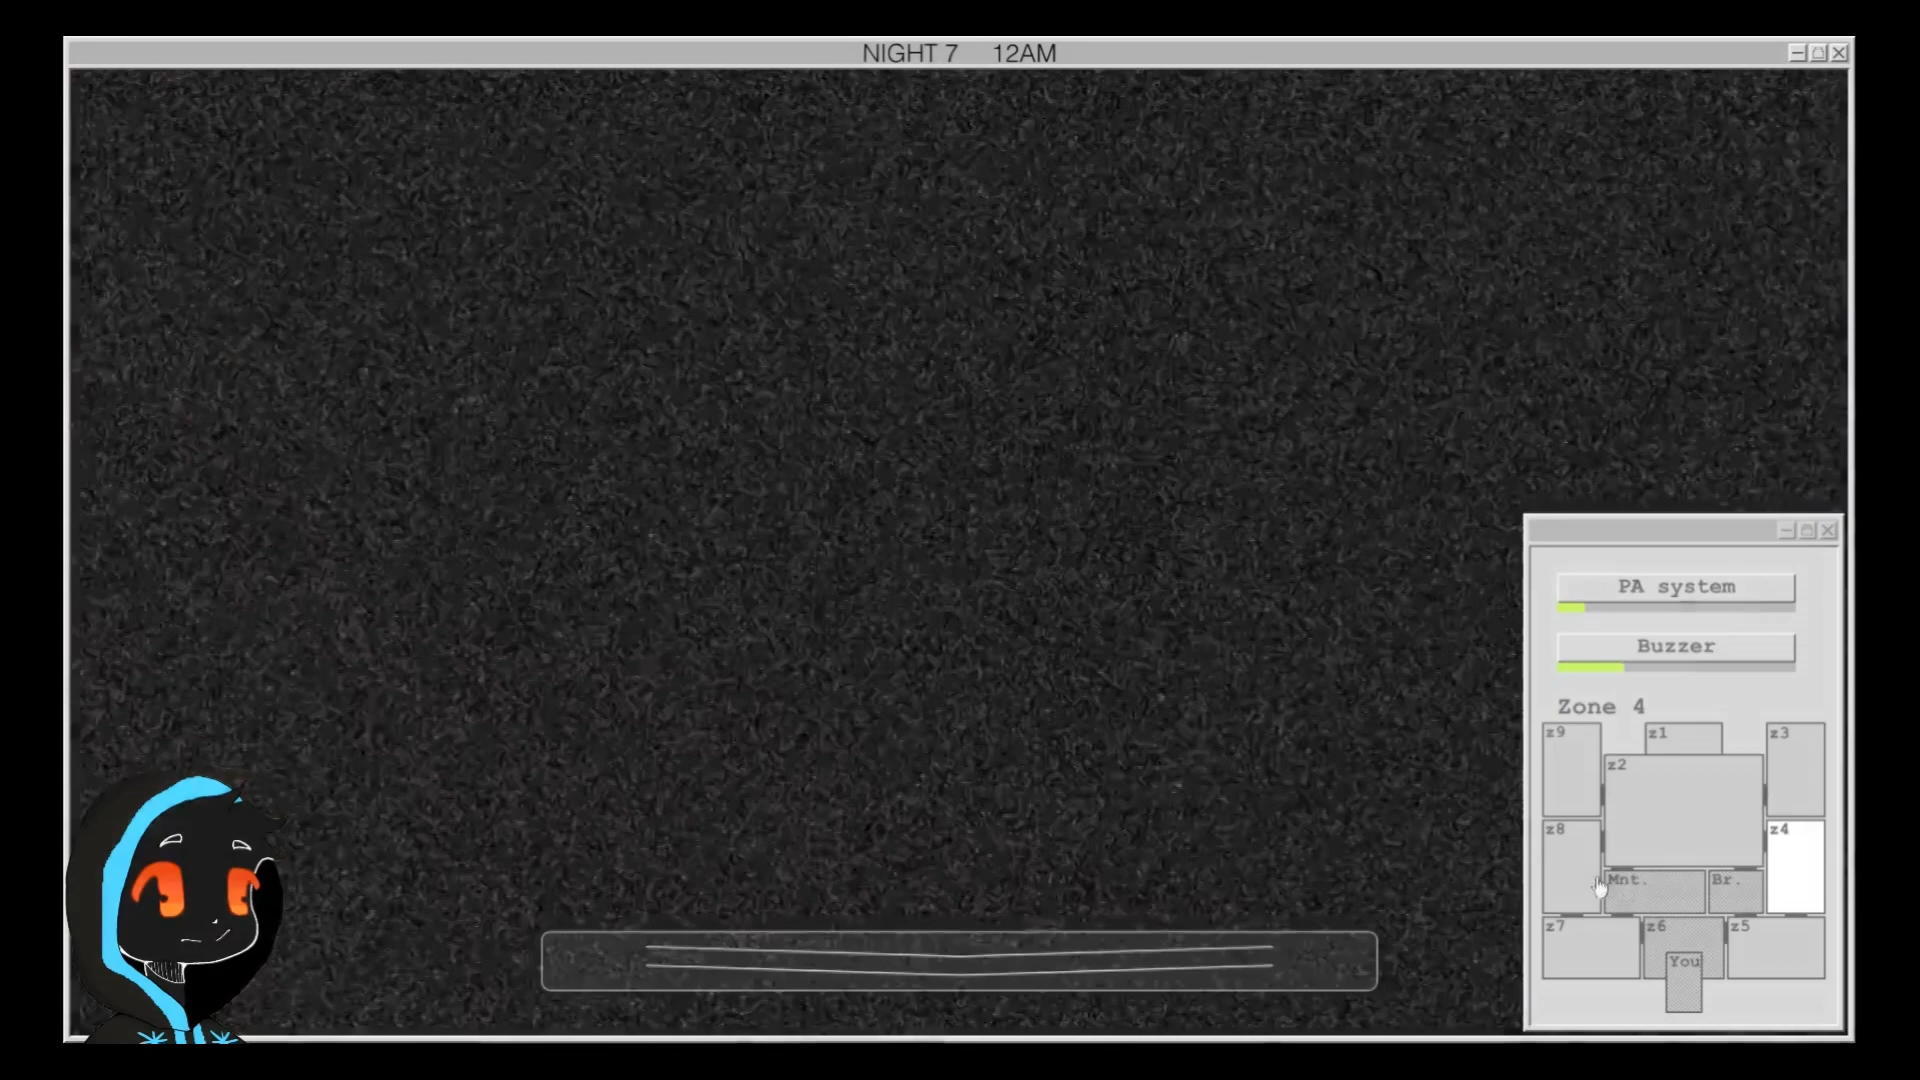 NIGHT 7 12AM
PA system
Buzzer
Zone 4
z9 z1 z3
z2
z8 z4
Mnt. Br.
z7 z6 z5
You